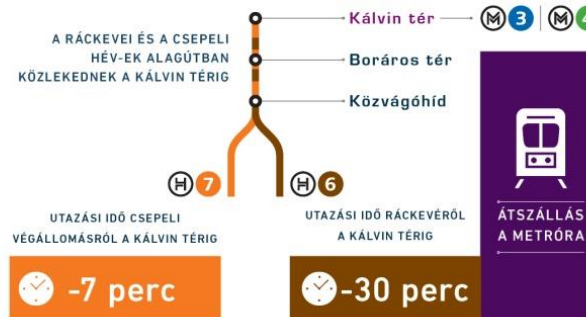 Kálvin tér
M 3 | M 4
A RÁCKEVEI ÉS A CSEPELI
HÉV-EK ALAGÚTBAN
KÖZLEKEDNEK A KÁLVIN TÉRIG
Boráros tér
Közvágóhíd
H 7
H 6
UTAZÁSI IDŐ CSEPELI
VÉGÁLLOMÁSRÓL A KÁLVIN TÉRIG
-7 perc
UTAZÁSI IDŐ RÁCKEVÉRŐL
A KÁLVIN TÉRIG
-30 perc
ÁTSZÁLLÁS
A METRÓRA